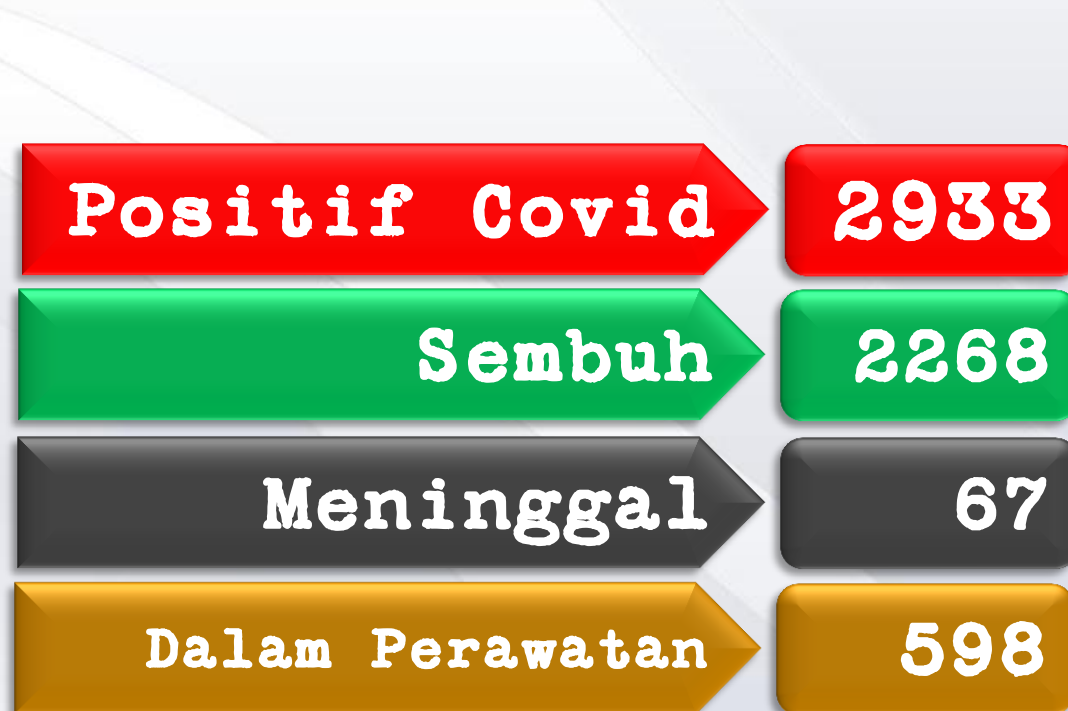 Positif Covid 2933
Sembuh 2268
Meninggal 67
Dalam Perawatan 598